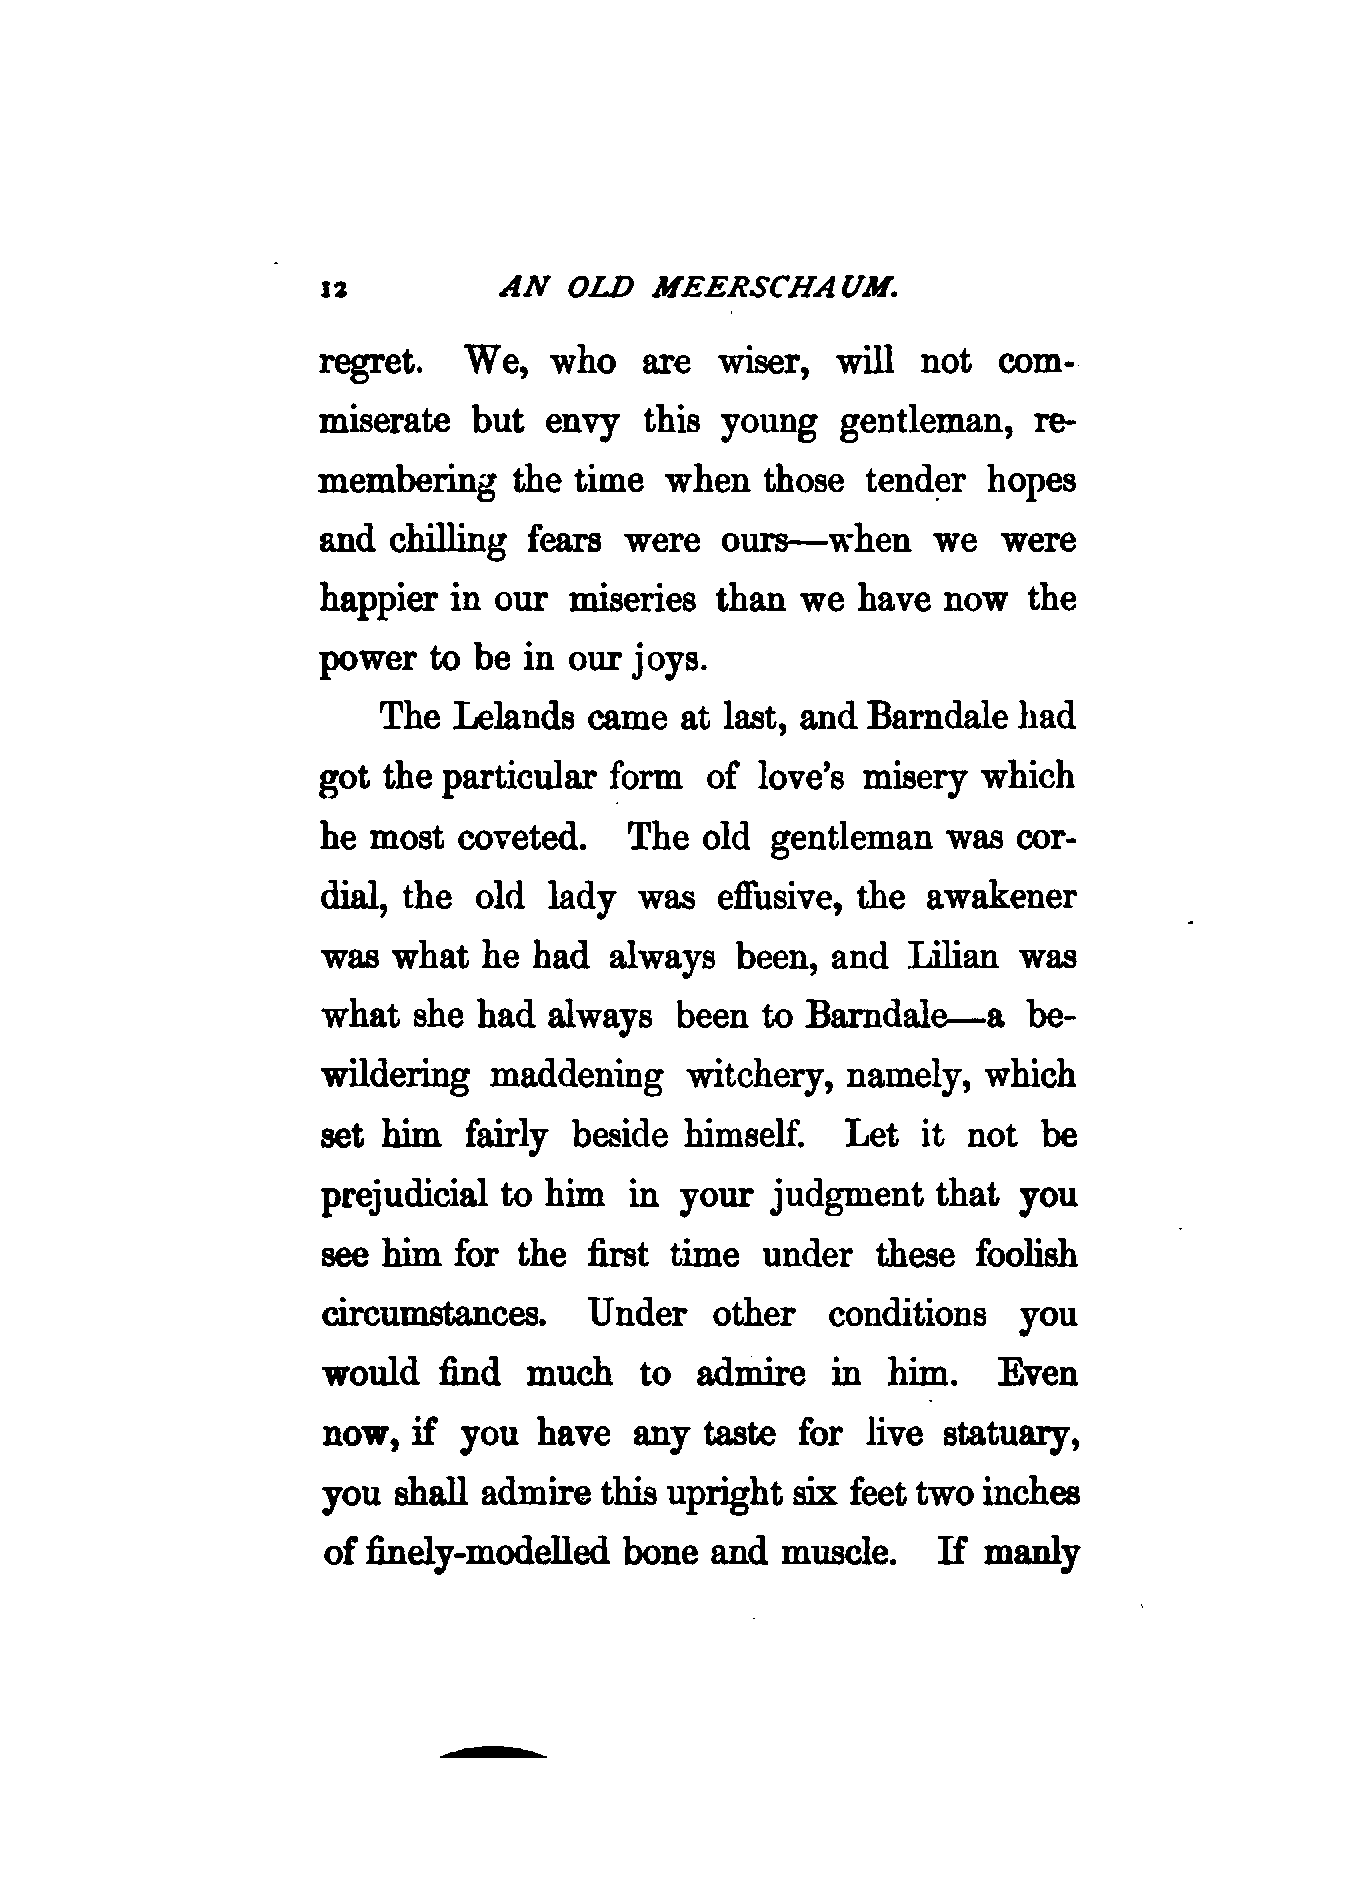 12 AN OLD MEERSCHAUM.
regret. We, who are wiser, will not com-
miserate but envy this young gentleman, re-
membering the time when those tender hopes
and chilling fears were ours—when we were
happier in our miseries than we have now the
power to be in our joys.
The Lelands came at last, and Barndale had
got the particular form of love's misery which
he most coveted. The old gentleman was cor-
dial, the old lady was effusive, the awakener
was what he had always been, and Lilian was
what she had always been to Barndale—a be-
wildering maddening witchery, namely, which
set him fairly beside himself. Let it not be
prejudicial to him in your judgment that you
see him for the first time under these foolish
circumstances. Under other conditions you
would find much to admire in him. Even
now, if you have any taste for live statuary,
you shall admire this upright six feet two inches
of finely-modelled bone and muscle. If manly